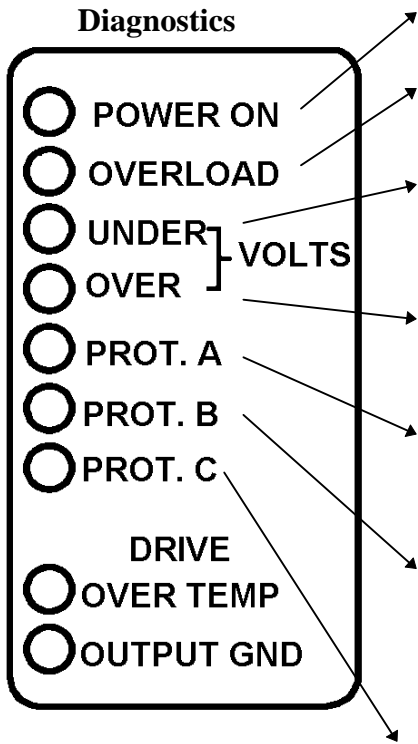 Diagnostics
POWER ON
OVERLOAD
UNDER
VOLTS
OVER
PROT. A
PROT. B
PROT. C
DRIVE
OVER TEMP
OUTPUT GND